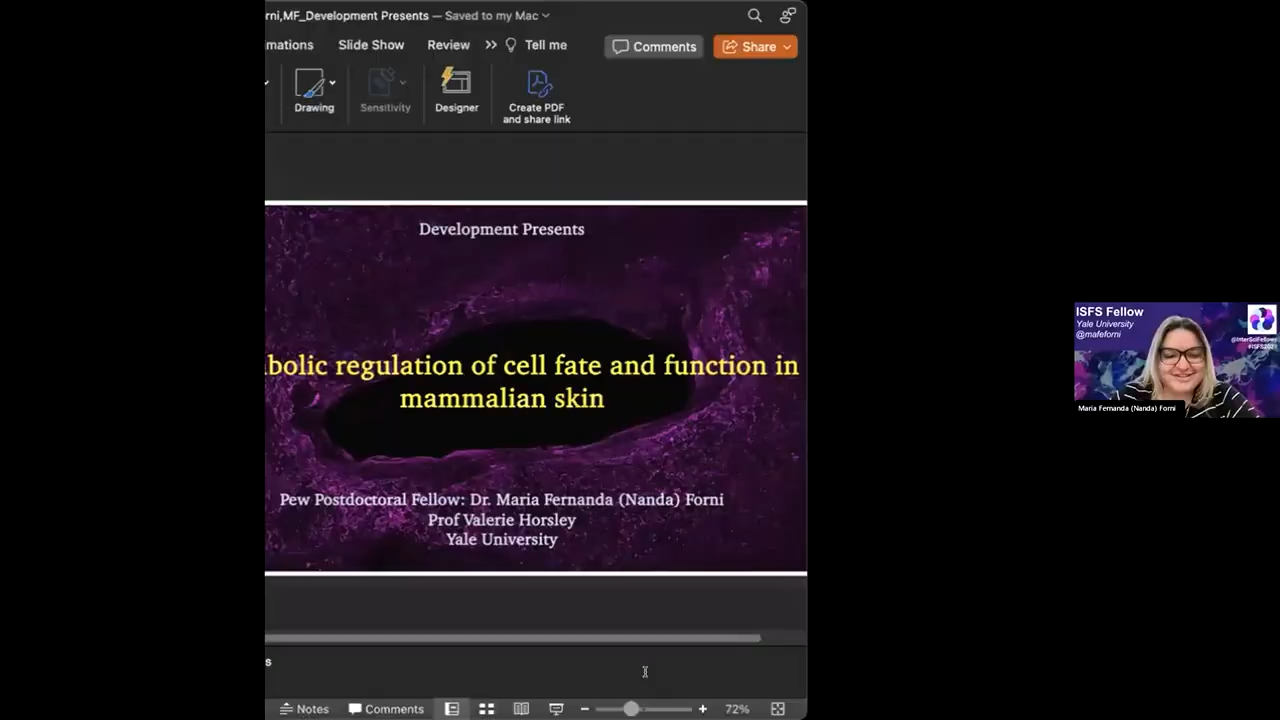 rni,MF_Development Presents — Saved to my Mac
mations
Slide Show
Review
Tell me
Comments
Share
Drawing
Sensitivity
Designer
Create PDF
and share link
Development Presents
bolic regulation of cell fate and function in
mammalian skin
Pew Postdoctoral Fellow: Dr. Maria Fernanda (Nanda) Forni
Prof Valerie Horsley
Yale University
ISFS Fellow
Yale University
@mafeforni
Maria Fernanda (Nanda) Forni
s
Notes
Comments
72%